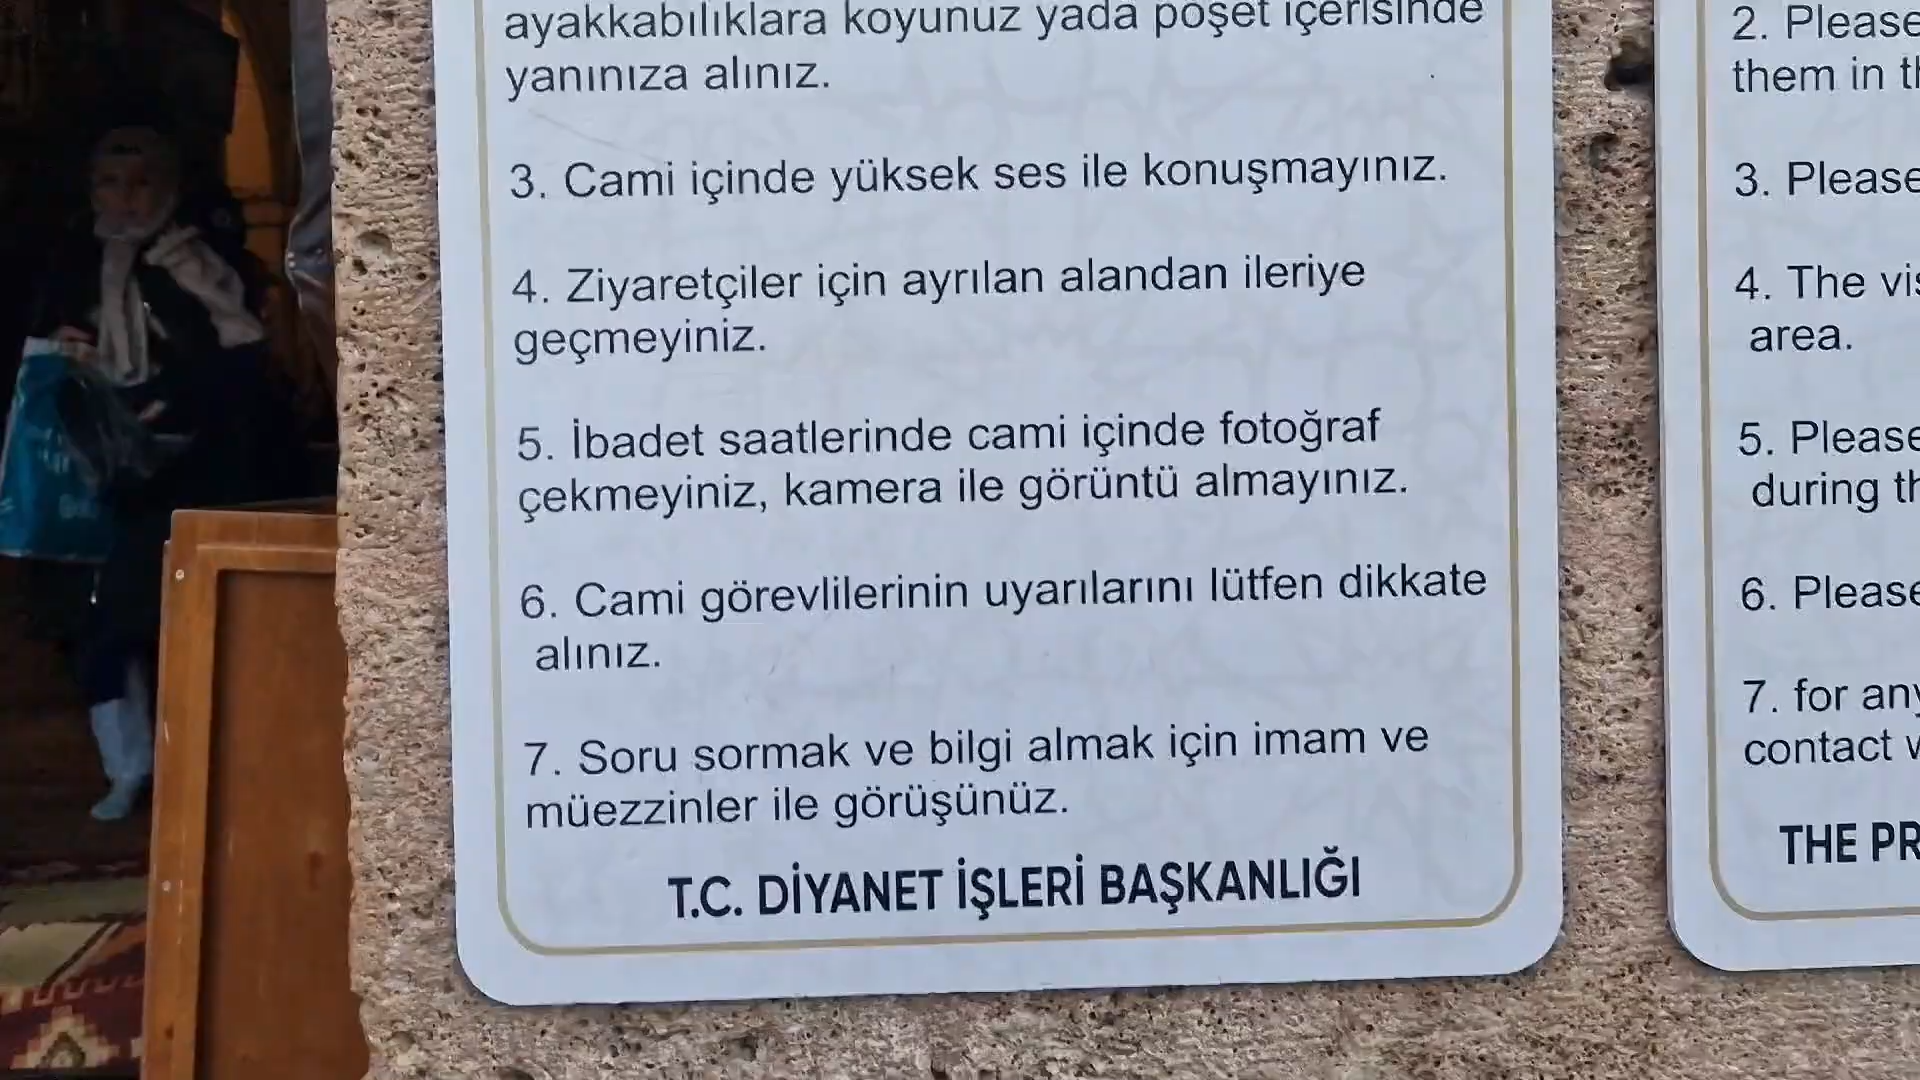 ayakkabılıklara koyunuz yada poşet içerisinde
yanınıza alınız.
3. Cami içinde yüksek ses ile konuşmayınız.
4. Ziyaretçiler için ayrılan alandan ileriye
geçmeyiniz.
5. İbadet saatlerinde cami içinde fotoğraf
çekmeyiniz, kamera ile görüntü almayınız.
6. Cami görevlilerinin uyarılarını lütfen dikkate
alınız.
7. Soru sormak ve bilgi almak için imam ve
müezzinler ile görüşünüz.
T.C. DİYANET İŞLERİ BAŞKANLIĞI
2. Please
them in
3. Please
4. The
area.
5. Please
during
6. Please
7. for any
contact
THE